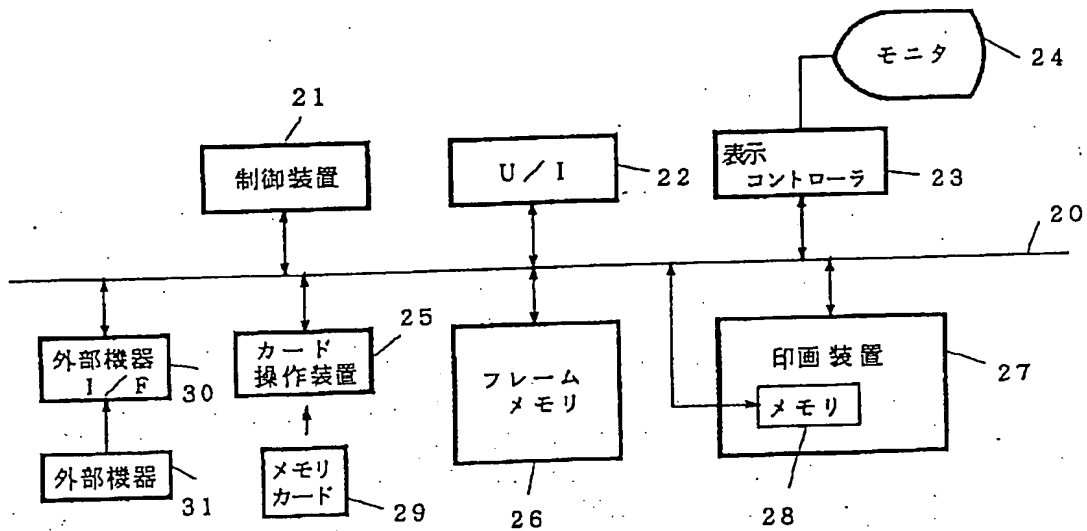 モニタ
24
21
制御装置
U/I
22
表示
コントローラ
23
20
外部機器
I/F
30
カード
操作装置
25
フレーム
メモリ
26
印画装置
27
メモリ
28
外部機器
31
メモリ
カード
29